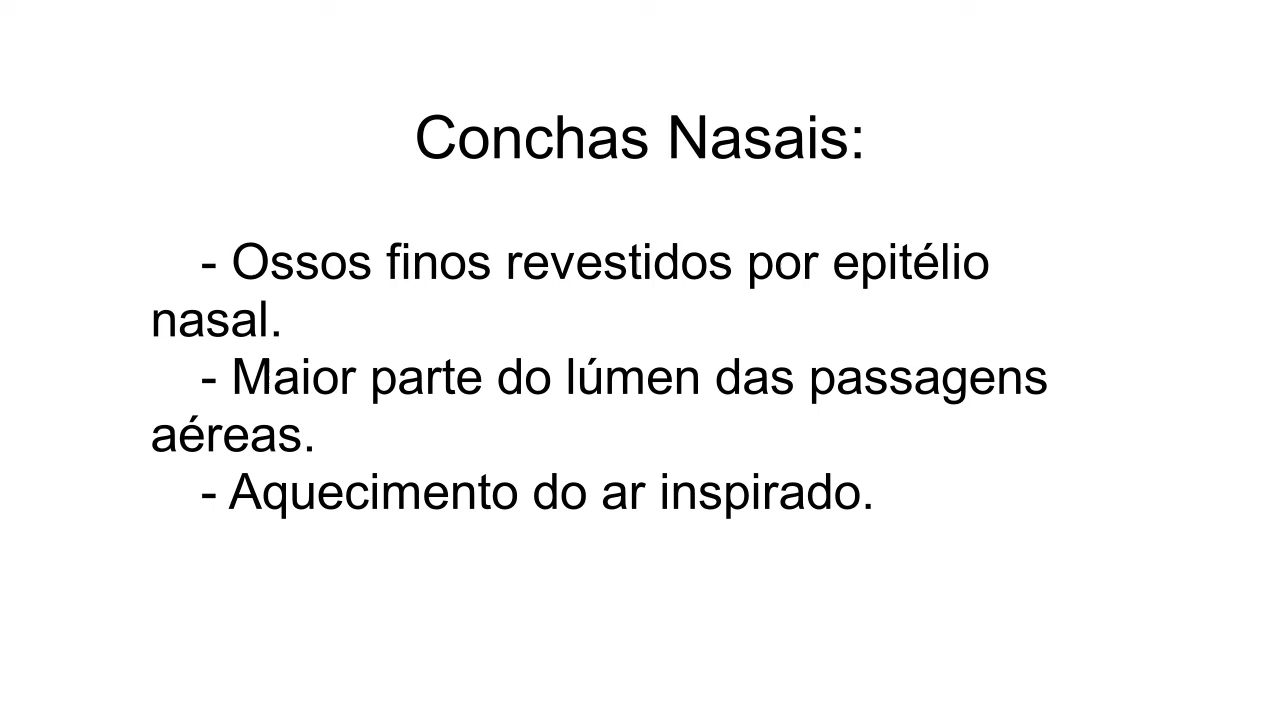 Conchas Nasais:
- Ossos finos revestidos por epitélio
nasal.
- Maior parte do lúmen das passagens
aéreas.
- Aquecimento do ar inspirado.